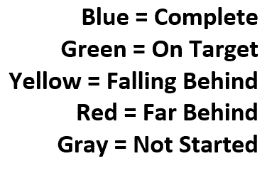 Blue = Complete
Green = On Target
Yellow = Falling Behind
Red = Far Behind
Gray = Not Started